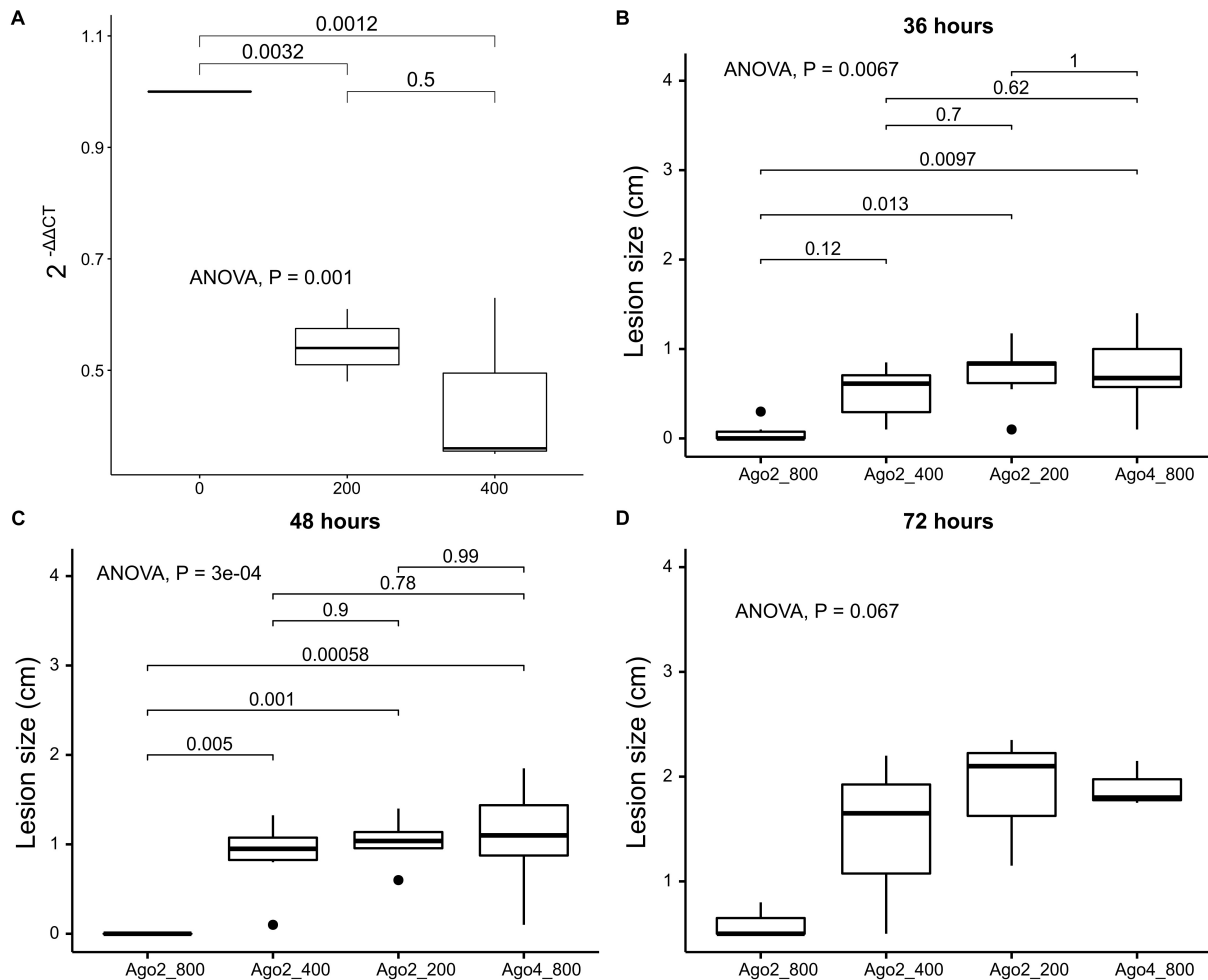 A
0.0012
1.1
0.0032
0.5
0.9
0.7
2^-ΔΔCT
ANOVA, P = 0.001
0.5
0 200 400
B
36 hours
ANOVA, P = 0.0067
1
4
0.62
0.7
3
0.0097
0.013
0.12
2
Lesion size (cm)
1
0
Ago2_800 Ago2_400 Ago2_200 Ago4_800
C
48 hours
0.99
ANOVA, P = 3e-04
4
0.78
0.9
3
0.00058
0.001
0.005
2
Lesion size (cm)
1
0
Ago2_800 Ago2_400 Ago2_200 Ago4_800
D
72 hours
4
ANOVA, P = 0.067
3
Lesion size (cm)
2
1
Ago2_800 Ago2_400 Ago2_200 Ago4_800